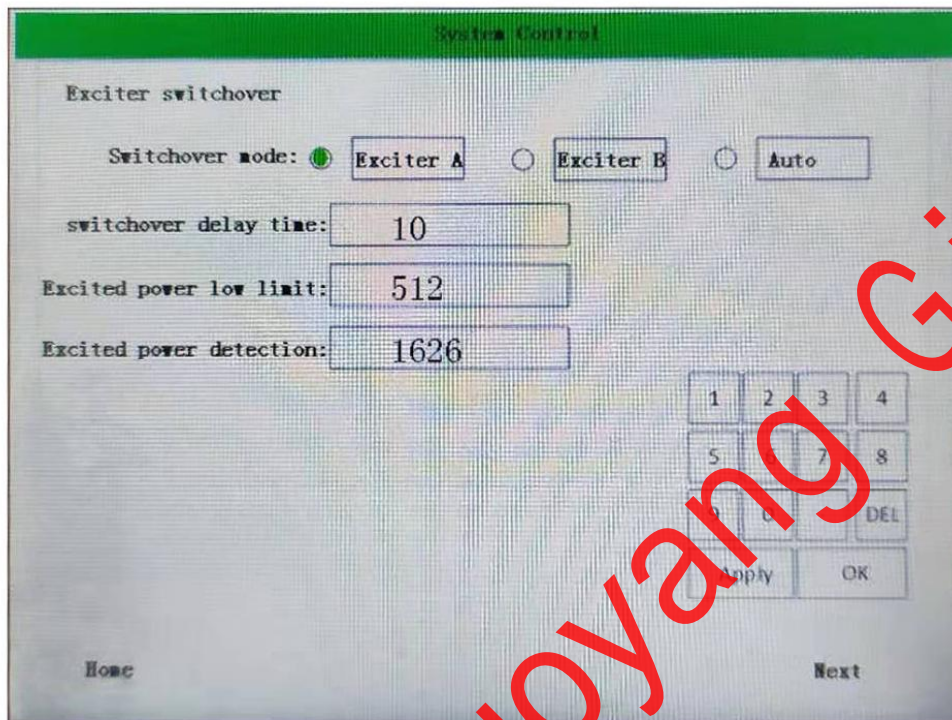 System Control
Exciter switchover
Switchover mode: Exciter A Exciter B Auto
switchover delay time: 10
Excited power low limit: 512
Excited power detection: 1626
1 2 3 4
5 6 7 8
9 0 DEL
Apply OK
Home Next
oyang G